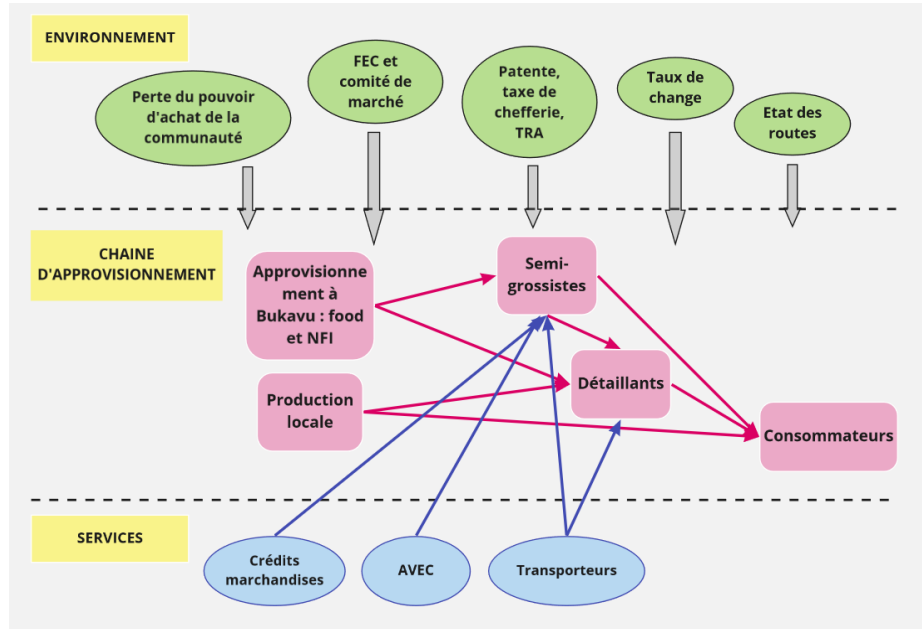 ENVIRONNEMENT
Perte du pouvoir
d'achat de la
communauté
FEC et
comité de
marché
Patente,
taxe de
chefferie,
TRA
Taux de
change
Etat des
routes
CHAINE
D'APPROVISIONNEMENT
Approvisionne
ment à
Bukavu : food
et NFI
Semi-
grossistes
Production
locale
Détaillants
Consommateurs
SERVICES
Crédits
marchandises
AVEC
Transporteurs